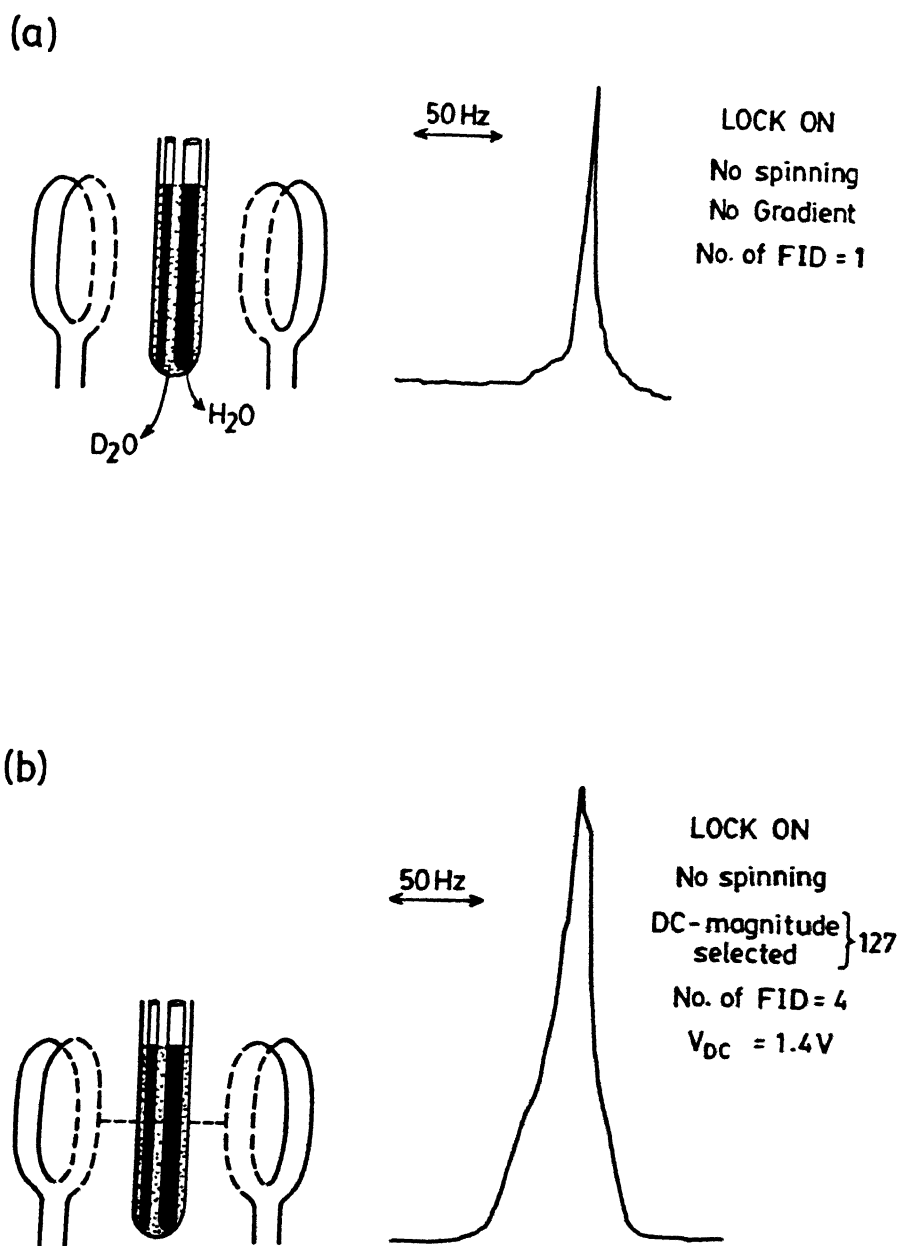 (a)
50 Hz
LOCK ON
No spinning
No Gradient
No. of FID = 1
H2O
D2O
(b)
50 Hz
LOCK ON
No spinning
DC-magnitude
selected } 127
No. of FID = 4
VDC = 1.4 V